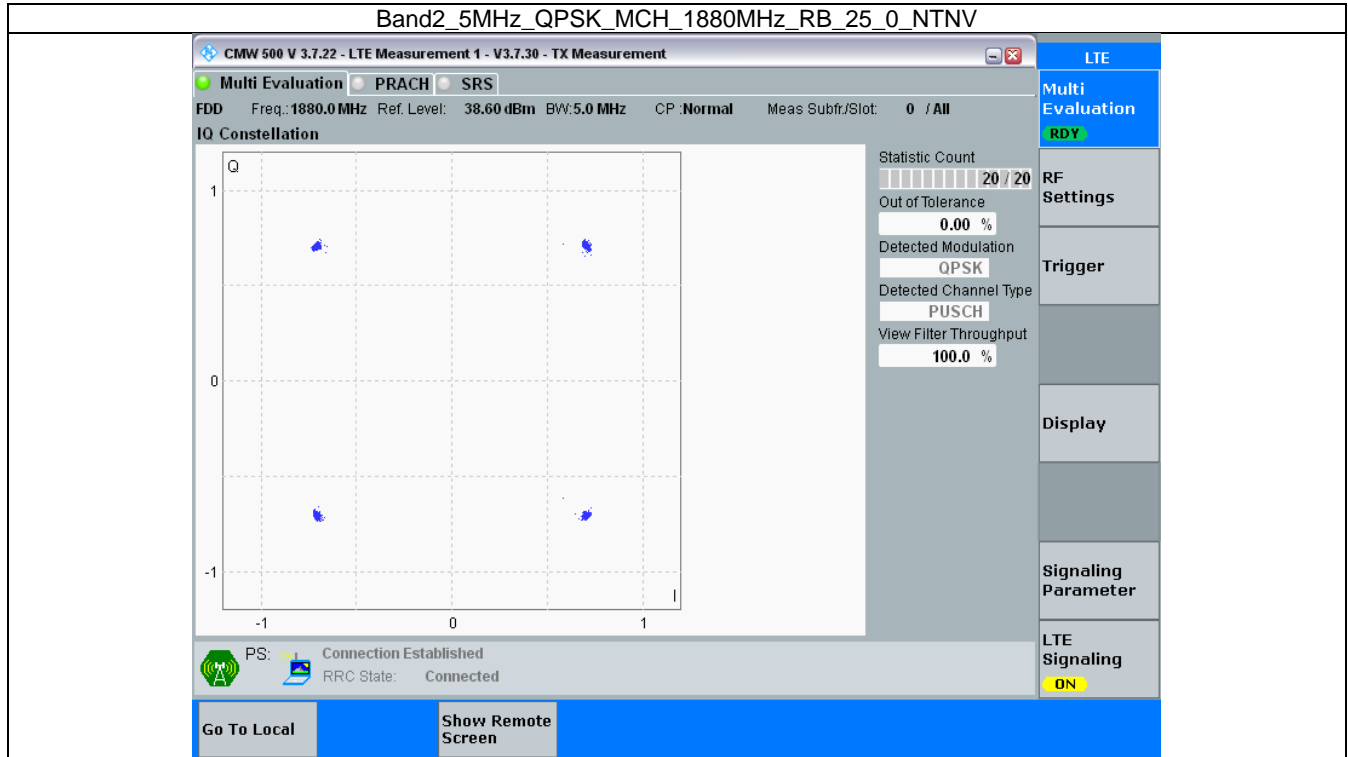 Band2_5MHz_QPSK_MCH_1880MHz_RB_25_0_NTNV
CMW 500 V 3.7.22 - LTE Measurement 1 - V3.7.30 - TX Measurement
LTE
Multi Evaluation PRACH SRS
FDD Freq.:1880.0 MHz Ref. Level: 38.60 dBm BW:5.0 MHz CP :Normal Meas Subfr./Slot: 0 / All
IQ Constellation
Q
1
0
-1
I
-1 0 1
Statistic Count
20 / 20
Out of Tolerance
0.00 %
Detected Modulation
QPSK
Detected Channel Type
PUSCH
View Filter Throughput
100.0 %
Multi
Evaluation
RDY
RF
Settings
Trigger
Display
Signaling
Parameter
LTE
Signaling
ON
PS: Connection Established
RRC State: Connected
Go To Local
Show Remote
Screen